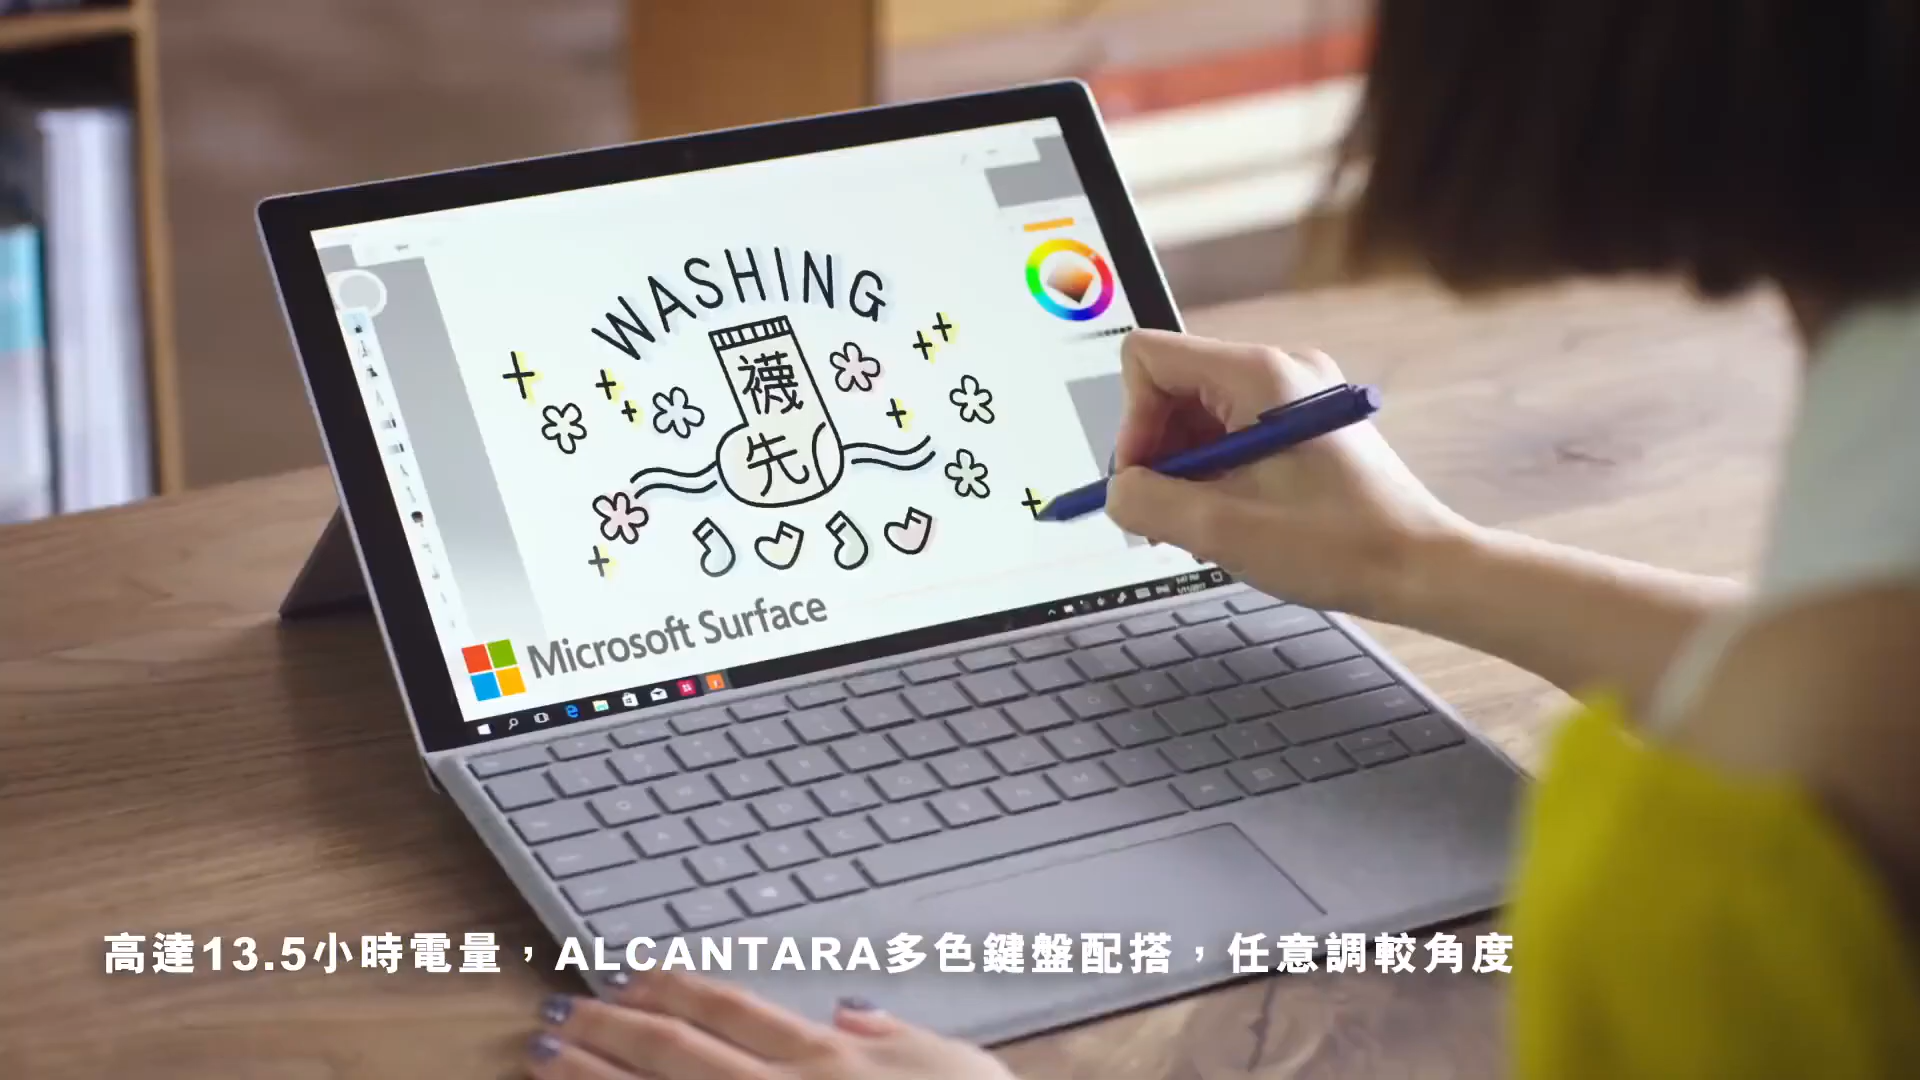 WASHING
襪
先
Microsoft Surface
高達13.5小時電量，ALCANTARA多色鍵盤配搭，任意調較角度